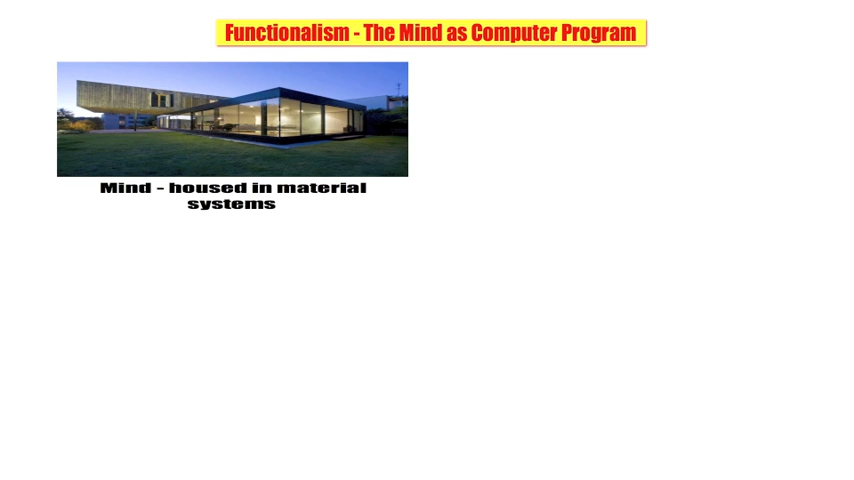 Functionalism - The Mind as Computer Program
Mind - housed in material
systems